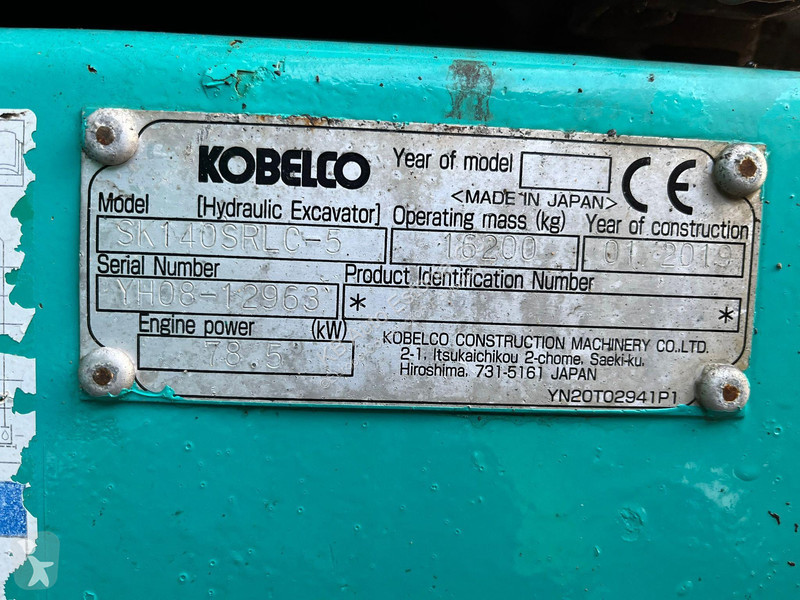 KOBELCO Year of model CE
<MADE IN JAPAN>
Model [Hydraulic Excavator] Operating mass (kg) Year of construction
SK140SRLC-5 16200 01.2019
Serial Number Product Identification Number
YH08-12963 * *
Engine power (kW)
78.5
KOBELCO CONSTRUCTION MACHINERY CO.,LTD.
2-1, Itsukaichikou 2-chome, Saeki-ku,
Hiroshima, 731-5161 JAPAN
YN20T02941P1